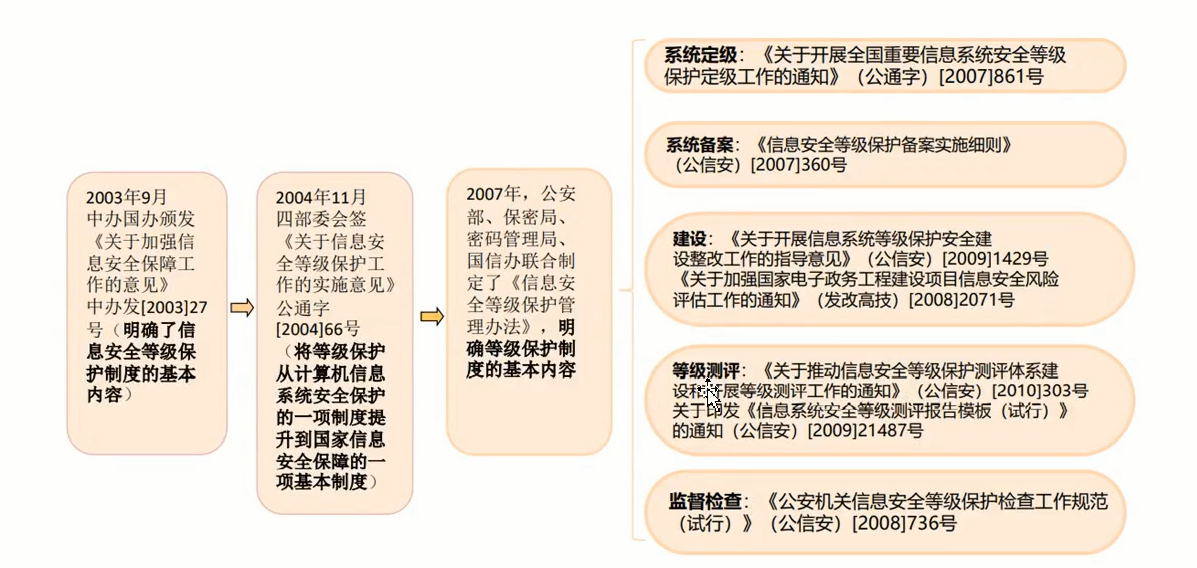 2003年9月
中办国办颁发
《关于加强信
息安全保障工
作的意见》
中办发[2003]27
号（明确了信
息安全等级保
护制度的基本
内容）
2004年11月
四部委会签
《关于信息安
全等级保护工
作的实施意见》
公通字
[2004]66号
（将等级保护
从计算机信息
系统安全保护
的一项制度提
升到国家信息
安全保障的一
项基本制度）
2007年，公安
部、保密局、
密码管理局、
国信办联合制
定了《信息安
全等级保护管
理办法》，明
确等级保护制
度的基本内容
系统定级：《关于开展全国重要信息系统安全等级
保护定级工作的通知》（公通字）[2007]861号
系统备案：《信息安全等级保护备案实施细则》
（公信安）[2007]360号
建设：《关于开展信息系统等级保护安全建
设整改工作的指导意见》（公信安）[2009]1429号
《关于加强国家电子政务工程建设项目信息安全风险
评估工作的通知》（发改高技）[2008]2071号
等级测评：《关于推动信息安全等级保护测评体系建
设和开展等级测评工作的通知》（公信安）[2010]303号
关于印发《信息系统安全等级测评报告模板（试行）》
的通知（公信安）[2009]21487号
监督检查：《公安机关信息安全等级保护检查工作规范
（试行）》（公信安）[2008]736号